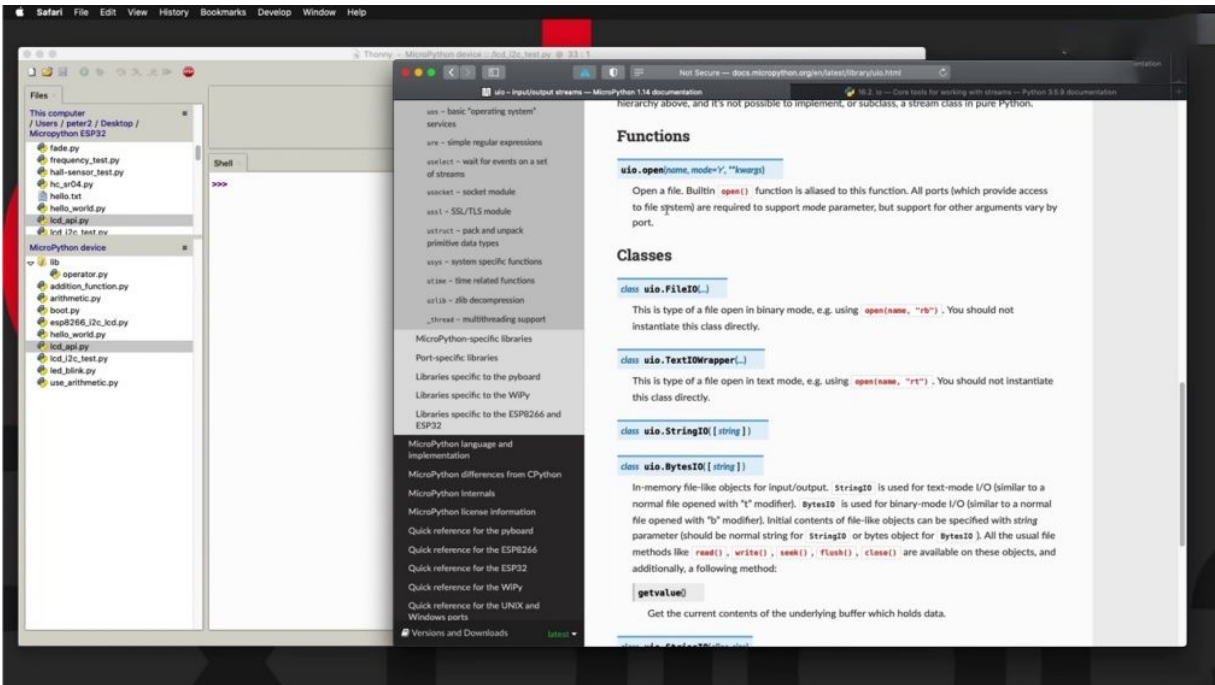 Safari File Edit View History Bookmarks Develop Window Help
Thonny - MicroPython device :: /lcd_i2c_test.py @ 33 : 1
Files
This computer
/ Users / peter2 / Desktop /
Micropython ESP32
fade.py
frequency_test.py
hall-sensor_test.py
hc_sr04.py
hello.txt
hello_world.py
lcd_api.py
lcd_i2c_test.py
MicroPython device
lib
operator.py
addition_function.py
arithmetic.py
boot.py
esp8266_i2c_lcd.py
hello_world.py
lcd_api.py
lcd_i2c_test.py
led_blink.py
use_arithmetic.py
Shell
>>>
Not Secure — docs.micropython.org/en/latest/library/uio.html
uio – input/output streams — MicroPython 1.14 documentation
16.2. io — Core tools for working with streams — Python 3.5.9 documentation
uos – basic "operating system"
services
ure – simple regular expressions
uselect – wait for events on a set
of streams
usocket – socket module
ussl – SSL/TLS module
ustruct – pack and unpack
primitive data types
usys – system specific functions
utime – time related functions
uzlib – zlib decompression
_thread – multithreading support
MicroPython-specific libraries
Port-specific libraries
Libraries specific to the pyboard
Libraries specific to the WiPy
Libraries specific to the ESP8266 and
ESP32
MicroPython language and
implementation
MicroPython differences from CPython
MicroPython Internals
MicroPython license information
Quick reference for the pyboard
Quick reference for the ESP8266
Quick reference for the ESP32
Quick reference for the WiPy
Quick reference for the UNIX and
Windows ports
Versions and Downloads latest
hierarchy above, and it's not possible to implement, or subclass, a stream class in pure Python.
Functions
uio.open(name, mode='r', **kwargs)
Open a file. Builtin open() function is aliased to this function. All ports (which provide access
to file system) are required to support mode parameter, but support for other arguments vary by
port.
Classes
class uio.FileIO(...)
This is type of a file open in binary mode, e.g. using open(name, "rb") . You should not
instantiate this class directly.
class uio.TextIOWrapper(...)
This is type of a file open in text mode, e.g. using open(name, "rt") . You should not instantiate
this class directly.
class uio.StringIO([string])
class uio.BytesIO([string])
In-memory file-like objects for input/output. StringIO is used for text-mode I/O (similar to a
normal file opened with "t" modifier). BytesIO is used for binary-mode I/O (similar to a normal
file opened with "b" modifier). Initial contents of file-like objects can be specified with string
parameter (should be normal string for StringIO or bytes object for BytesIO ). All the usual file
methods like read() , write() , seek() , flush() , close() are available on these objects, and
additionally, a following method:
getvalue()
Get the current contents of the underlying buffer which holds data.